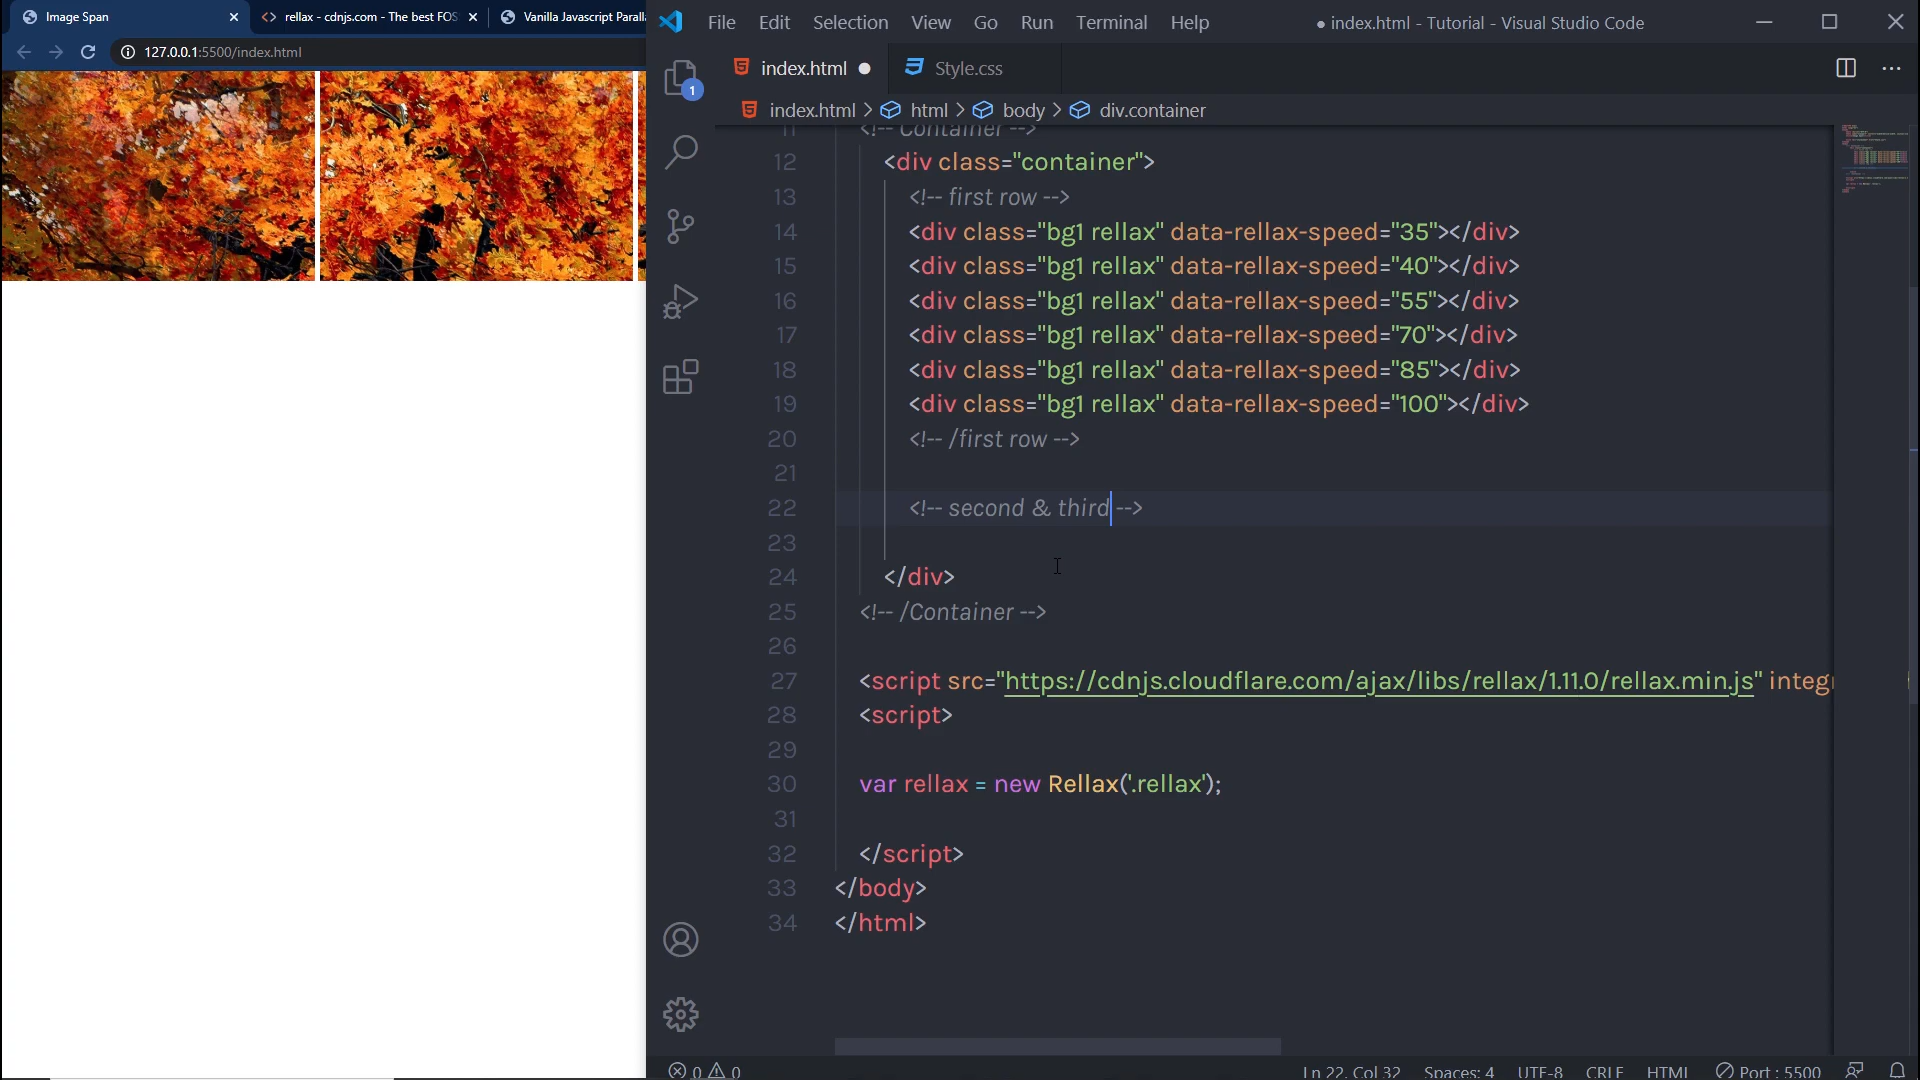 Image Span
rellax - cdnjs.com - The best FOS
Vanilla Javascript Paralla
127.0.0.1:5500/index.html
File Edit Selection View Go Run Terminal Help
● index.html - Tutorial - Visual Studio Code
1
index.html
Style.css
index.html > html > body > div.container
11 <!-- Container -->
12 <div class="container">
13 <!-- first row -->
14 <div class="bg1 rellax" data-rellax-speed="35"></div>
15 <div class="bg1 rellax" data-rellax-speed="40"></div>
16 <div class="bg1 rellax" data-rellax-speed="55"></div>
17 <div class="bg1 rellax" data-rellax-speed="70"></div>
18 <div class="bg1 rellax" data-rellax-speed="85"></div>
19 <div class="bg1 rellax" data-rellax-speed="100"></div>
20 <!-- /first row -->
21
22 <!-- second & third -->
23
24 </div>
25 <!-- /Container -->
26
27 <script src="https://cdnjs.cloudflare.com/ajax/libs/rellax/1.11.0/rellax.min.js" integr
28 <script>
29
30 var rellax = new Rellax('.rellax');
31
32 </script>
33 </body>
34 </html>
0 0
Ln 22, Col 32 Spaces: 4 UTF-8 CRLF HTML Port : 5500